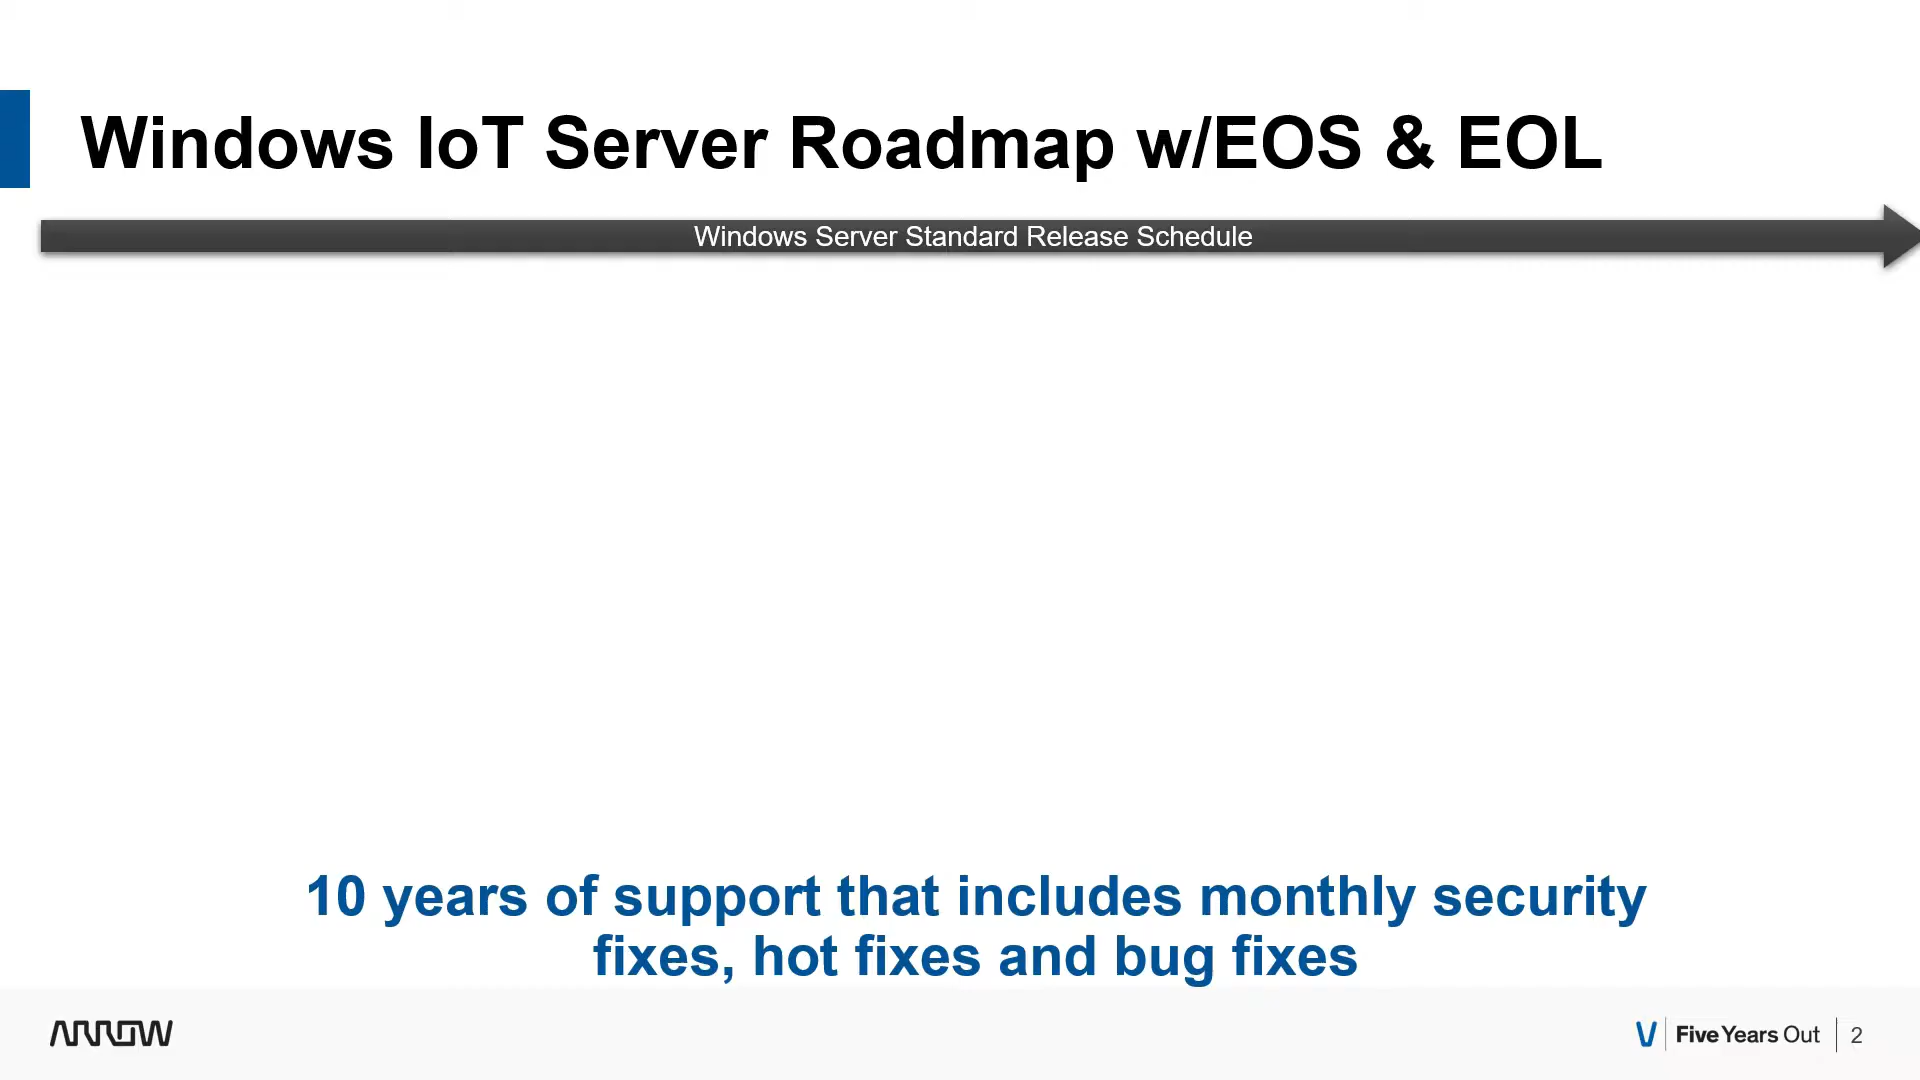 Windows IoT Server Roadmap w/EOS & EOL
Windows Server Standard Release Schedule
10 years of support that includes monthly security
fixes, hot fixes and bug fixes
ARROW
Five Years Out
2